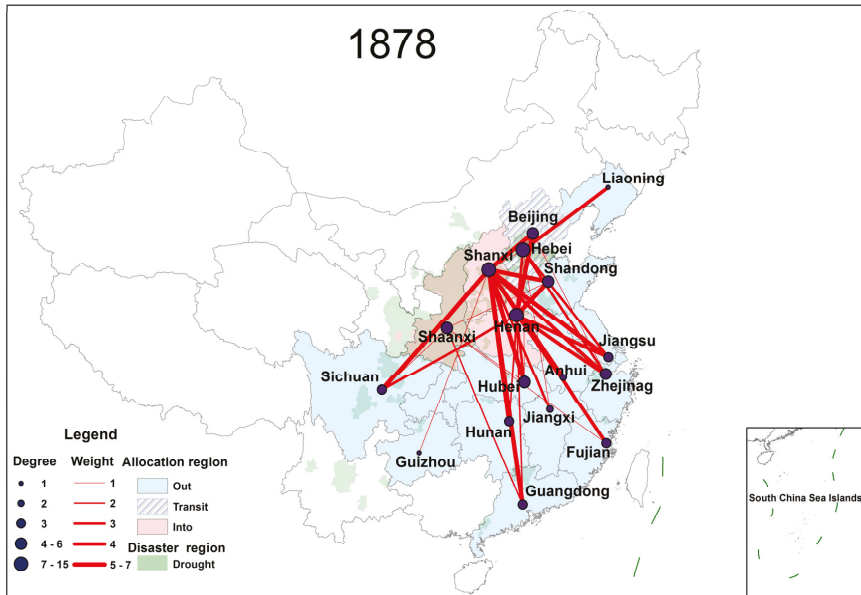 1878
Liaoning
Beijing
Hebei
Shanxi
Shandong
Henan
Shaanxi
Jiangsu
Anhui
Sichuan
Zhejinag
Hubei
Jiangxi
Hunan
Fujian
Guizhou
Guangdong
Legend
Degree Weight Allocation region
1 1 Out
2 2 Transit
3 3 Into
4 - 6 4 Disaster region
7 - 15 5 - 7 Drought
South China Sea Islands